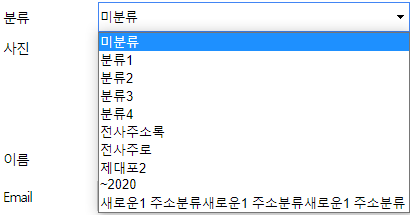 분류
미분류
사진
미분류
분류1
분류2
분류3
분류4
전사주소록
전사주로
제대포2
~2020
새로운1 주소분류새로운1 주소분류새로운1 주소분류
이름
Email